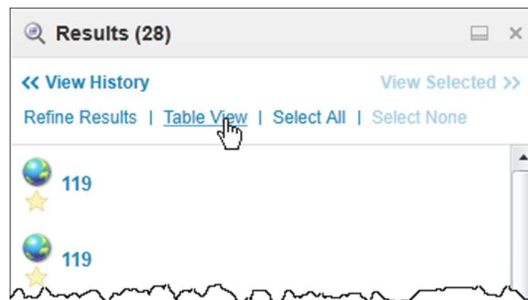 Results (28)
<< View History View Selected >>
Refine Results | Table View | Select All | Select None
119
119